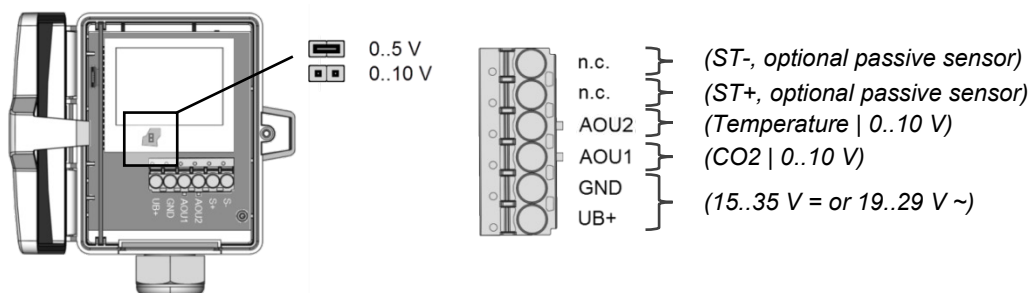 0..5 V
0..10 V
UB+
GND
AOU1
AOU2
S+
S-
n.c. (ST-, optional passive sensor)
n.c. (ST+, optional passive sensor)
AOU2 (Temperature | 0..10 V)
AOU1 (CO2 | 0..10 V)
GND
UB+ (15..35 V = or 19..29 V ~)